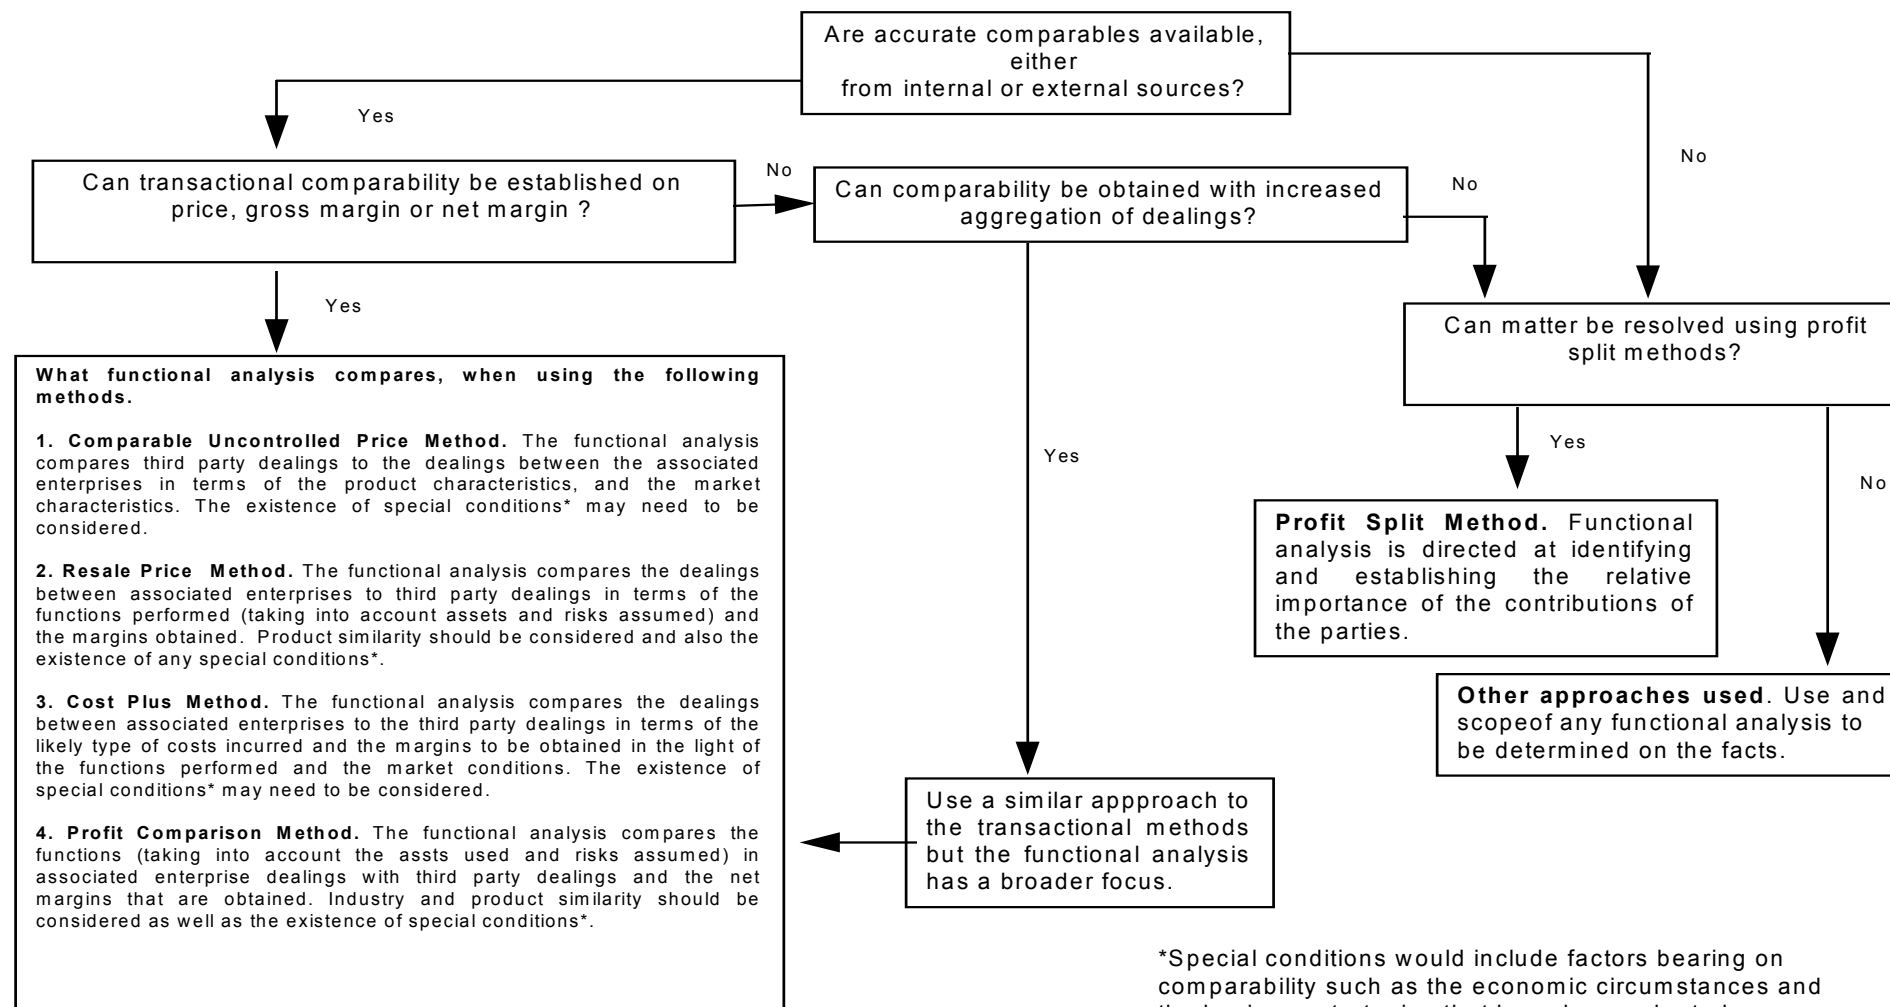 Are accurate comparables available,
either
from internal or external sources?
Yes
No
Can transactional comparability be established on
price, gross margin or net margin ?
No
Can comparability be obtained with increased
aggregation of dealings?
No
Yes
Yes
Can matter be resolved using profit
split methods?
Yes
No
What functional analysis compares, when using the following
methods.
1. Comparable Uncontrolled Price Method. The functional analysis
compares third party dealings to the dealings between the associated
enterprises in terms of the product characteristics, and the market
characteristics. The existence of special conditions* may need to be
considered.
2. Resale Price Method. The functional analysis compares the dealings
between associated enterprises to third party dealings in terms of the
functions performed (taking into account assets and risks assumed) and
the margins obtained. Product similarity should be considered and also the
existence of any special conditions*.
3. Cost Plus Method. The functional analysis compares the dealings
between associated enterprises to the third party dealings in terms of the
likely type of costs incurred and the margins to be obtained in the light of
the functions performed and the market conditions. The existence of
special conditions* may need to be considered.
4. Profit Comparison Method. The functional analysis compares the
functions (taking into account the assts used and risks assumed) in
associated enterprise dealings with third party dealings and the net
margins that are obtained. Industry and product similarity should be
considered as well as the existence of special conditions*.
Profit Split Method. Functional
analysis is directed at identifying
and establishing the relative
importance of the contributions of
the parties.
Other approaches used. Use and
scopeof any functional analysis to
be determined on the facts.
Use a similar appproach to
the transactional methods
but the functional analysis
has a broader focus.
*Special conditions would include factors bearing on
comparability such as the economic circumstances and